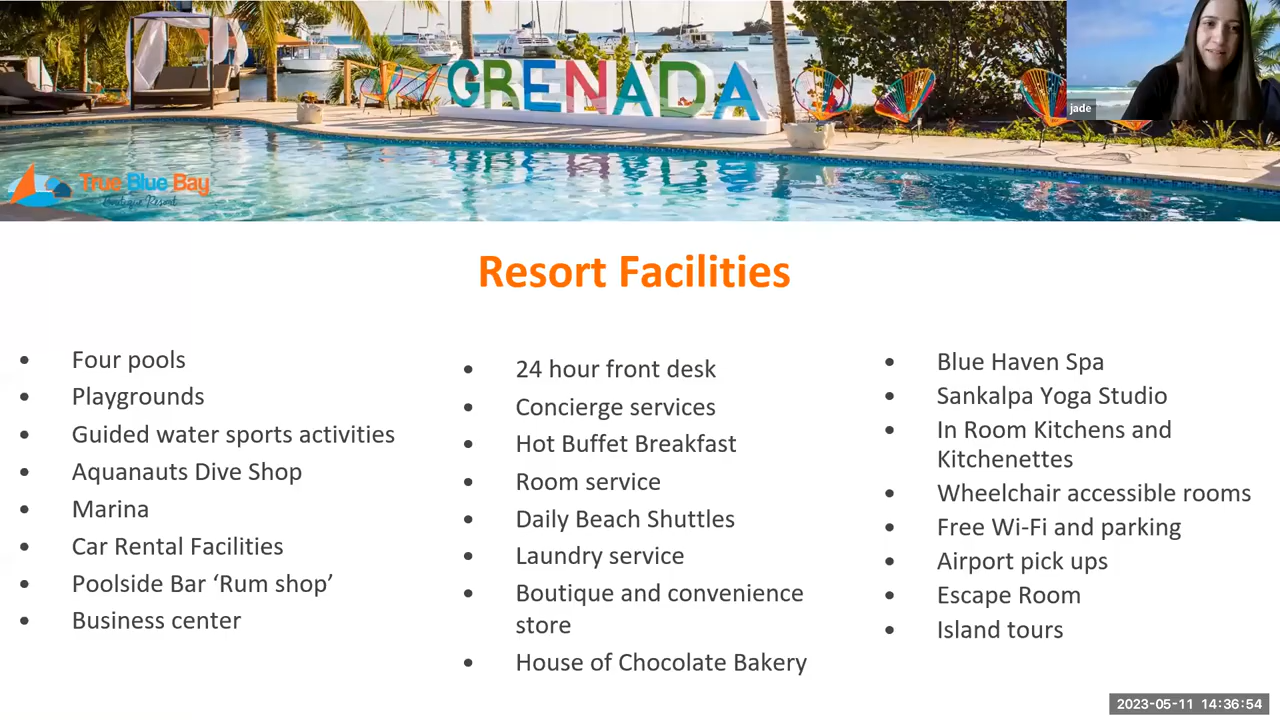 GRENADA
jade
True Blue Bay
Boutique Resort
Resort Facilities
• Four pools
• Playgrounds
• Guided water sports activities
• Aquanauts Dive Shop
• Marina
• Car Rental Facilities
• Poolside Bar ‘Rum shop’
• Business center
• 24 hour front desk
• Concierge services
• Hot Buffet Breakfast
• Room service
• Daily Beach Shuttles
• Laundry service
• Boutique and convenience
store
• House of Chocolate Bakery
• Blue Haven Spa
• Sankalpa Yoga Studio
• In Room Kitchens and
Kitchenettes
• Wheelchair accessible rooms
• Free Wi-Fi and parking
• Airport pick ups
• Escape Room
• Island tours
2023-05-11 14:36:54